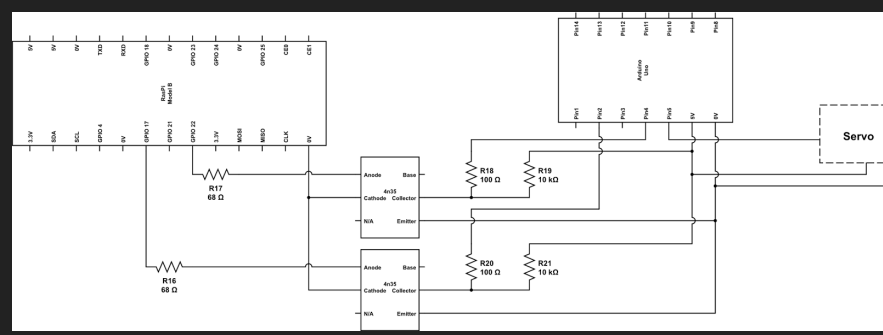 5V
5V
0V
TXD
RXD
GPIO 18
0V
GPIO 23
GPIO 24
0V
GPIO 25
CE0
CE1
RasPi
Model B
3.3V
SDA
SCL
GPIO 4
0V
GPIO 17
GPIO 21
GPIO 22
3.3V
MOSI
MISO
CLK
0V
Pin14
Pin13
Pin12
Pin11
Pin10
Pin9
Pin8
Arduino
Uno
Pin1
Pin2
Pin3
Pin4
Pin5
5V
0V
Servo
R17
68 Ω
Anode
Base
4n35
Cathode
Collector
N/A
Emitter
R18
100 Ω
R19
10 kΩ
R16
68 Ω
Anode
Base
4n35
Cathode
Collector
N/A
Emitter
R20
100 Ω
R21
10 kΩ